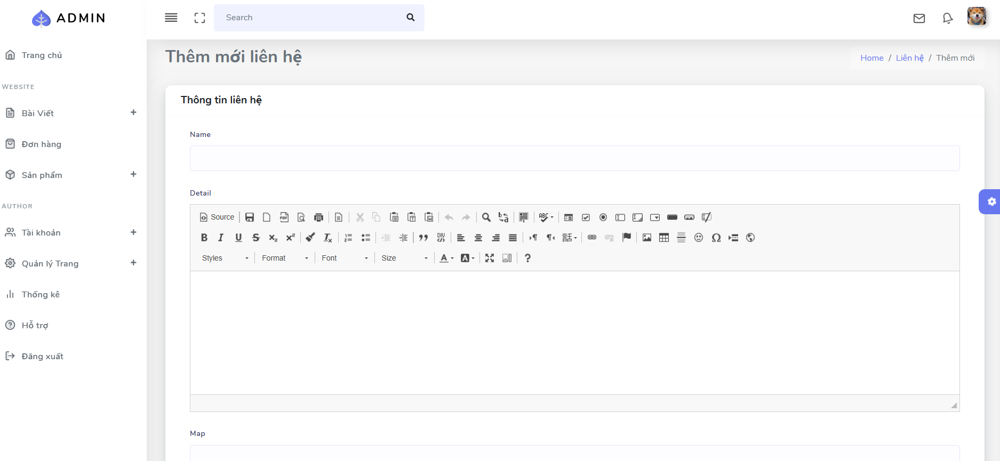 ADMIN
Search
Trang chủ
WEBSITE
Bài Viết
Đơn hàng
Sản phẩm
AUTHOR
Tài khoản
Quản lý Trang
Thống kê
Hỗ trợ
Đăng xuất
Thêm mới liên hệ
Home / Liên hệ / Thêm mới
Thông tin liên hệ
Name
Detail
Source
Styles Format Font Size
Map